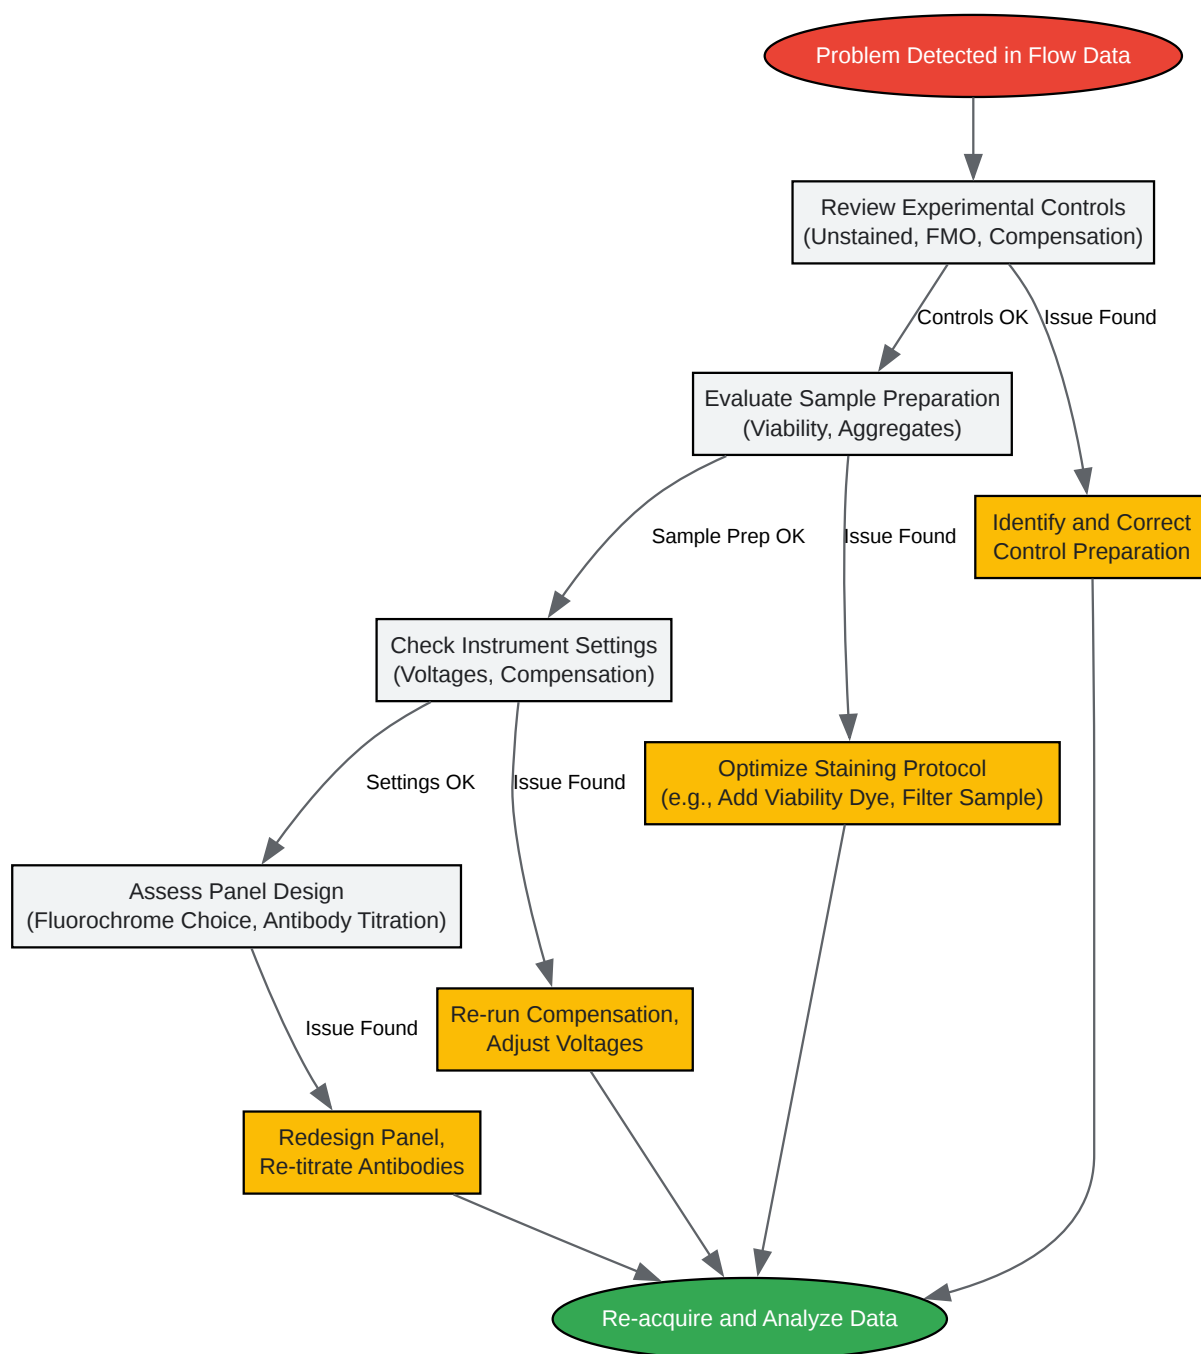 Problem Detected in Flow Data
Review Experimental Controls
(Unstained, FMO, Compensation)
Controls OK
Issue Found
Evaluate Sample Preparation
(Viability, Aggregates)
Identify and Correct
Control Preparation
Sample Prep OK
Issue Found
Check Instrument Settings
(Voltages, Compensation)
Optimize Staining Protocol
(e.g., Add Viability Dye, Filter Sample)
Settings OK
Issue Found
Assess Panel Design
(Fluorochrome Choice, Antibody Titration)
Re-run Compensation,
Adjust Voltages
Issue Found
Redesign Panel,
Re-titrate Antibodies
Re-acquire and Analyze Data